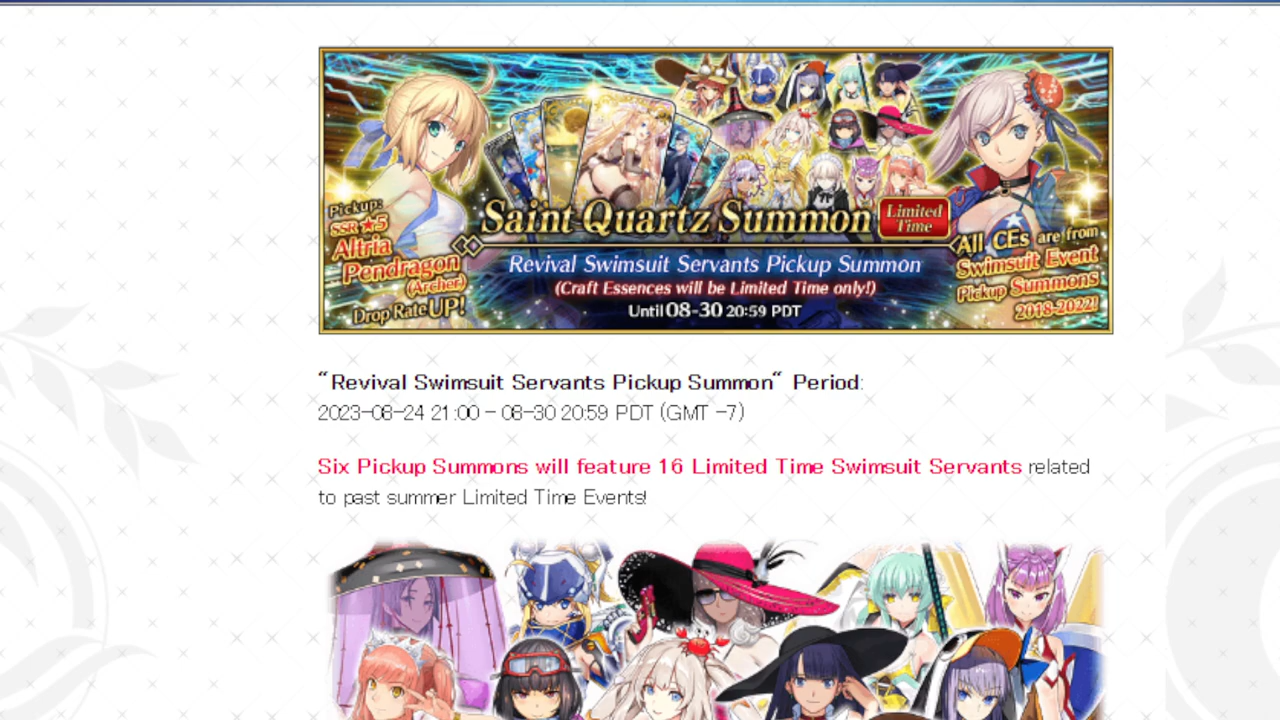 Pickup:
SSR ★5
Altria
Pendragon
(Archer)
Drop Rate UP!
Saint Quartz Summon
Limited
Time
Revival Swimsuit Servants Pickup Summon
(Craft Essences will be Limited Time only!)
Until 08-30 20:59 PDT
All CEs are from
Swimsuit Event
Pickup Summons
2018-2022!
“Revival Swimsuit Servants Pickup Summon” Period:
2023-08-24 21:00 - 08-30 20:59 PDT (GMT -7)
Six Pickup Summons will feature 16 Limited Time Swimsuit Servants related
to past summer Limited Time Events!